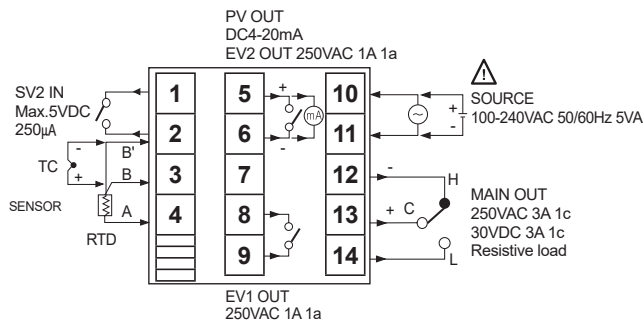 PV OUT
DC4-20mA
EV2 OUT 250VAC 1A 1a
SV2 IN
Max.5VDC
250µA
- B'
TC
+ B
SENSOR
A
RTD
1
2
3
4
5 +
6 -
7
8
9
mA
10
11
12 -
13 +
14
SOURCE
100-240VAC 50/60Hz 5VA
+
-
H
C
L
MAIN OUT
250VAC 3A 1c
30VDC 3A 1c
Resistive load
EV1 OUT
250VAC 1A 1a